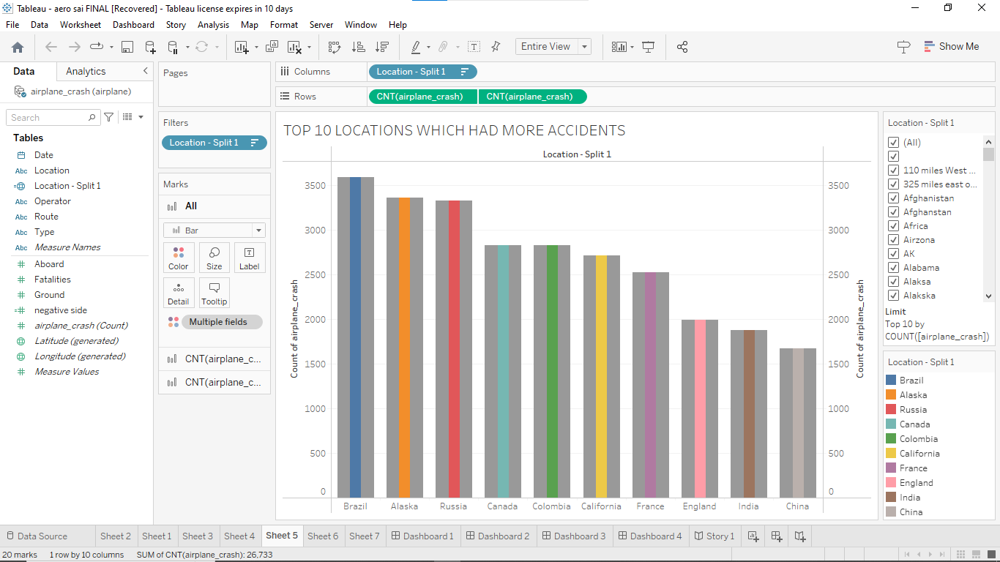 Tableau - aero sai FINAL [Recovered] - Tableau license expires in 10 days
File Data Worksheet Dashboard Story Analysis Map Format Server Window Help
Entire View
Show Me
Data Analytics
airplane_crash (airplane)
Search
Tables
Date
Abc Location
Location - Split 1
Abc Operator
Abc Route
Abc Type
Abc Measure Names
Aboard
Fatalities
Ground
negative side
airplane_crash (Count)
Latitude (generated)
Longitude (generated)
Measure Values
Pages
Filters
Location - Split 1
Marks
All
Bar
Color Size Label
Detail Tooltip
Multiple fields
CNT(airplane_c...
CNT(airplane_c...
Columns Location - Split 1
Rows CNT(airplane_crash) CNT(airplane_crash)
TOP 10 LOCATIONS WHICH HAD MORE ACCIDENTS
Location - Split 1
Count of airplane_crash
3500
3000
2500
2000
1500
1000
500
0
3500
3000
2500
2000
1500
1000
500
0
Count of airplane_crash
Brazil Alaska Russia Canada Colombia California France England India China
Location - Split 1
(All)
110 miles West ...
325 miles east o...
Afghanistan
Afghanstan
Africa
Airzona
AK
Alabama
Alaksa
Alakska
Limit
Top 10 by
COUNT([airplane_crash])
Location - Split 1
Brazil
Alaska
Russia
Canada
Colombia
California
France
England
India
China
Data Source Sheet 2 Sheet 1 Sheet 3 Sheet 4 Sheet 5 Sheet 6 Sheet 7 Dashboard 1 Dashboard 2 Dashboard 3 Dashboard 4 Story 1
20 marks 1 row by 10 columns SUM of CNT(airplane_crash): 26,733